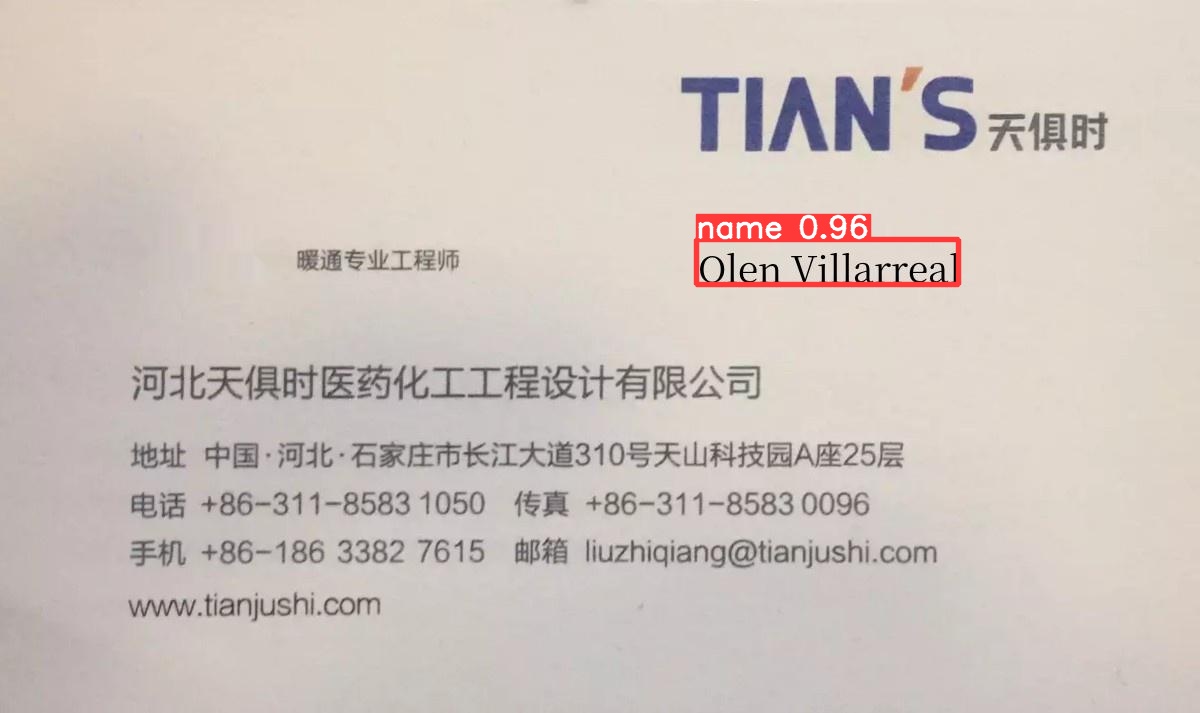 TIAN'S 天俱时
name 0.96
暖通专业工程师 Olen Villarreal
河北天俱时医药化工工程设计有限公司
地址 中国·河北·石家庄市长江大道310号天山科技园A座25层
电话 +86-311-8583 1050 传真 +86-311-8583 0096
手机 +86-186 3382 7615 邮箱 liuzhiqiang@tianjushi.com
www.tianjushi.com